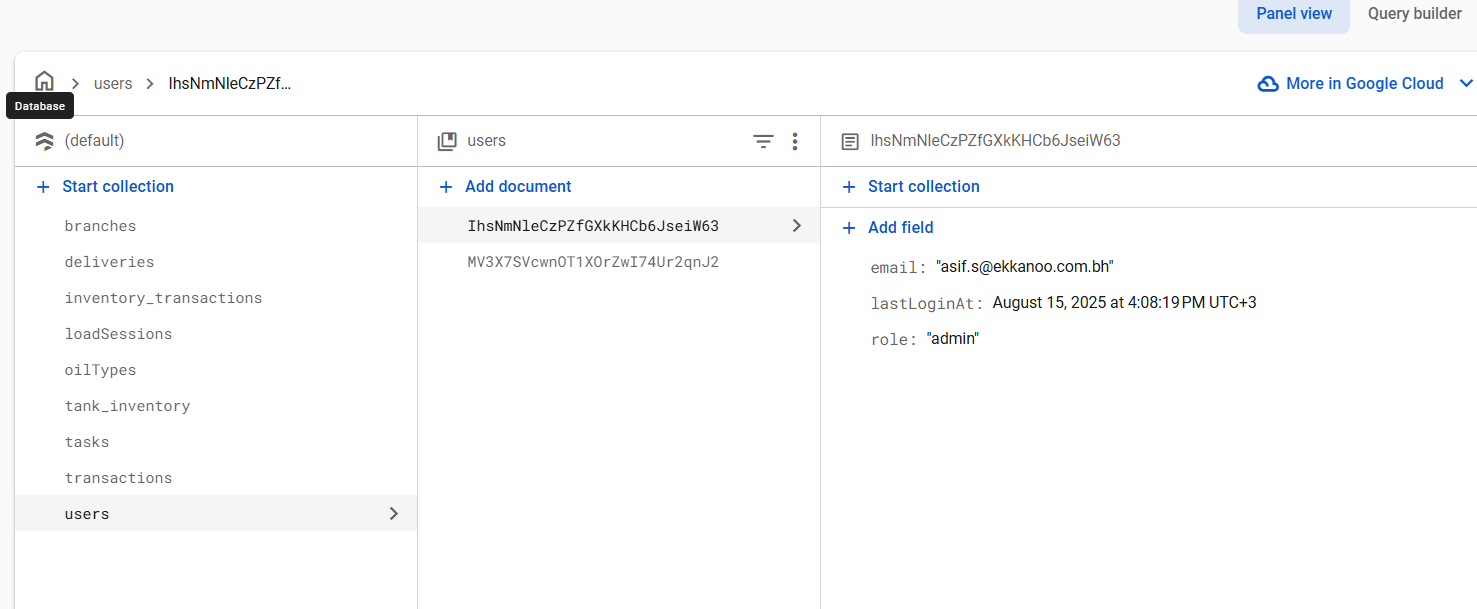 Panel view Query builder
users IhsNmNleCzPZf…
More in Google Cloud
Database
(default)
users
IhsNmNleCzPZfGXkKHCb6JseiW63
Start collection
Add document
Start collection
branches
deliveries
inventory_transactions
loadSessions
oilTypes
tank_inventory
tasks
transactions
users
IhsNmNleCzPZfGXkKHCb6JseiW63
MV3X7SVcwnOT1XOrZwI74Ur2qnJ2
Add field
email: "asif.s@ekkanoo.com.bh"
lastLoginAt: August 15, 2025 at 4:08:19 PM UTC+3
role: "admin"